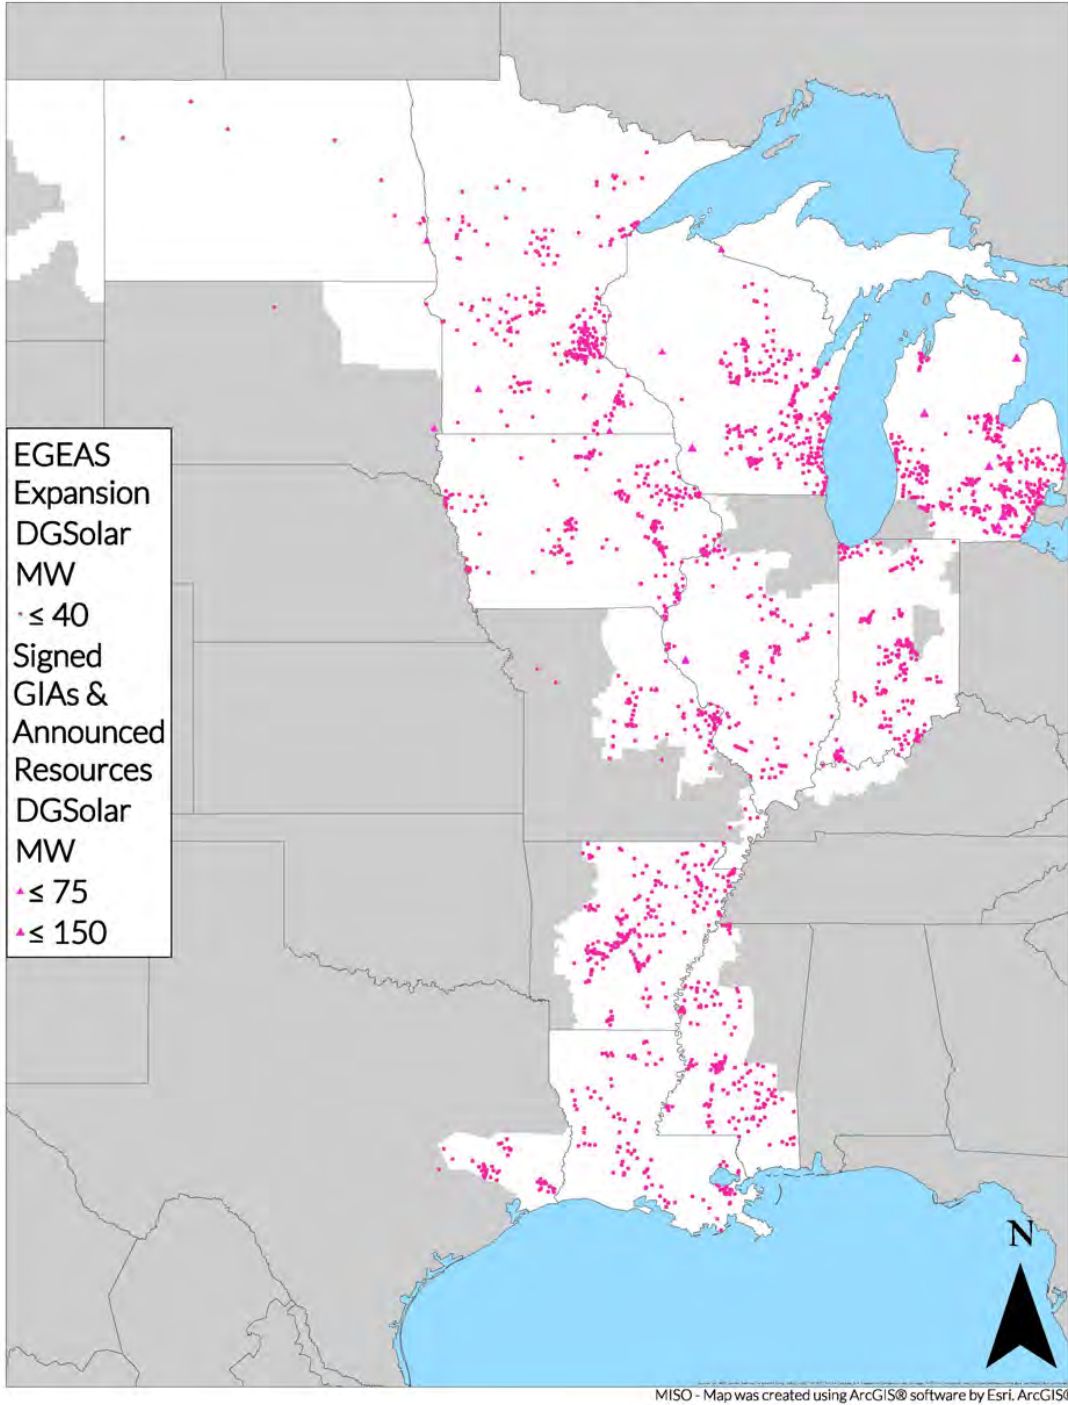 EGEAS
Expansion
DGSolar
MW
≤ 40
Signed
GIAs &
Announced
Resources
DGSolar
MW
≤ 75
≤ 150
N
MISO - Map was created using ArcGIS® software by Esri. ArcGIS®